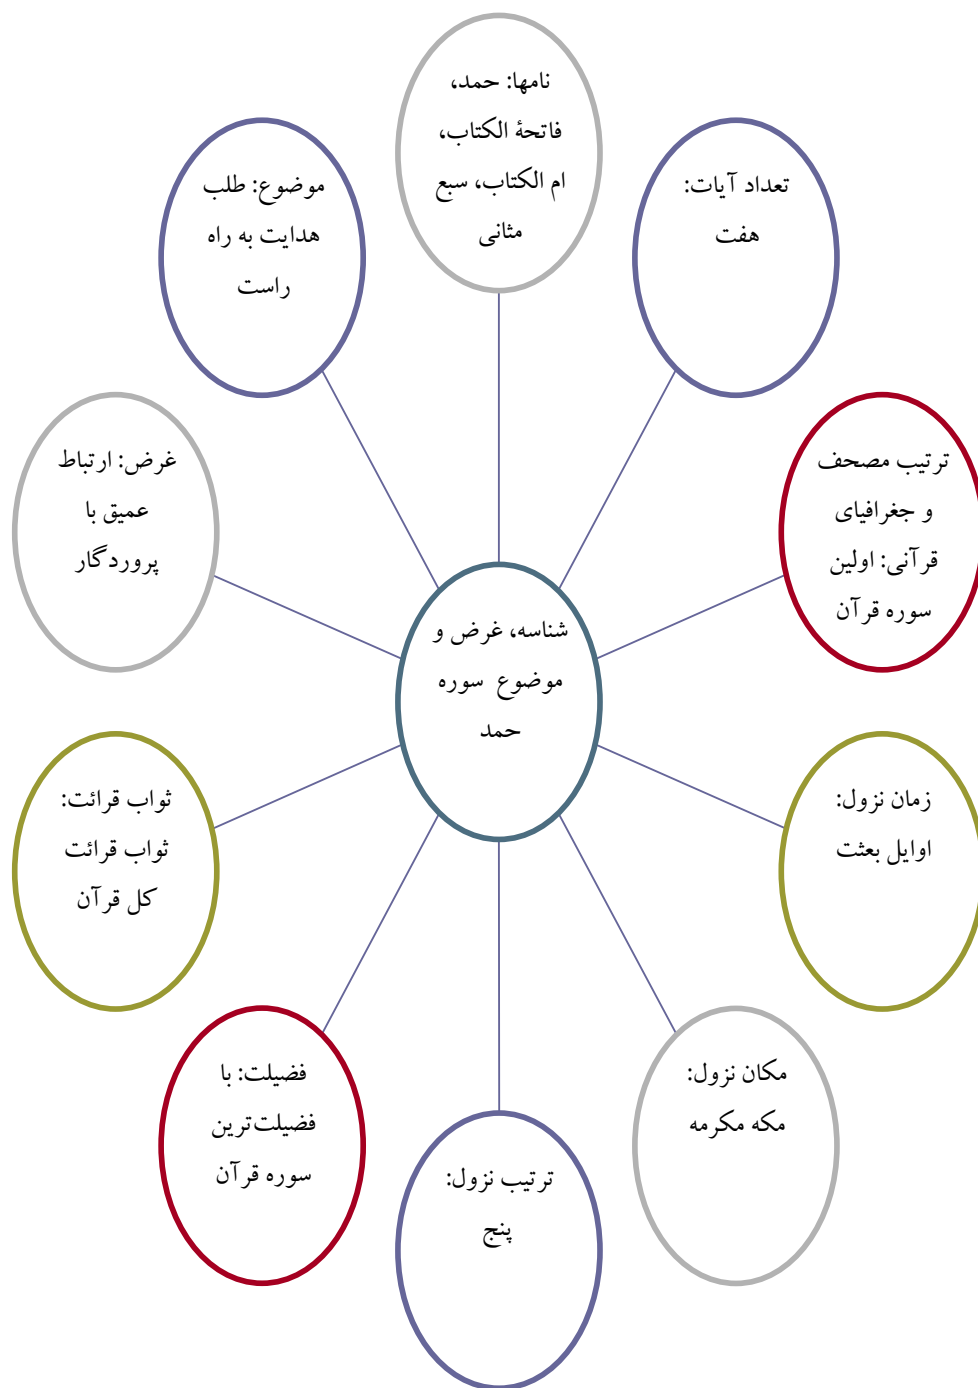 نامها: حمد،
فاتحۀ الکتاب،
ام الکتاب، سبع
مثانی
تعداد آیات:
هفت
ترتیب مصحف
و جغرافیای
قرآنی: اولین
سوره قرآن
زمان نزول:
اوایل بعثت
مکان نزول:
مکه مکرمه
ترتیب نزول:
پنج
فضیلت: با
فضیلت‌ترین
سوره قرآن
ثواب قرائت:
ثواب قرائت
کل قرآن
غرض: ارتباط
عمیق با
پروردگار
موضوع: طلب
هدایت به راه
راست
شناسه، غرض و
موضوع سوره
حمد